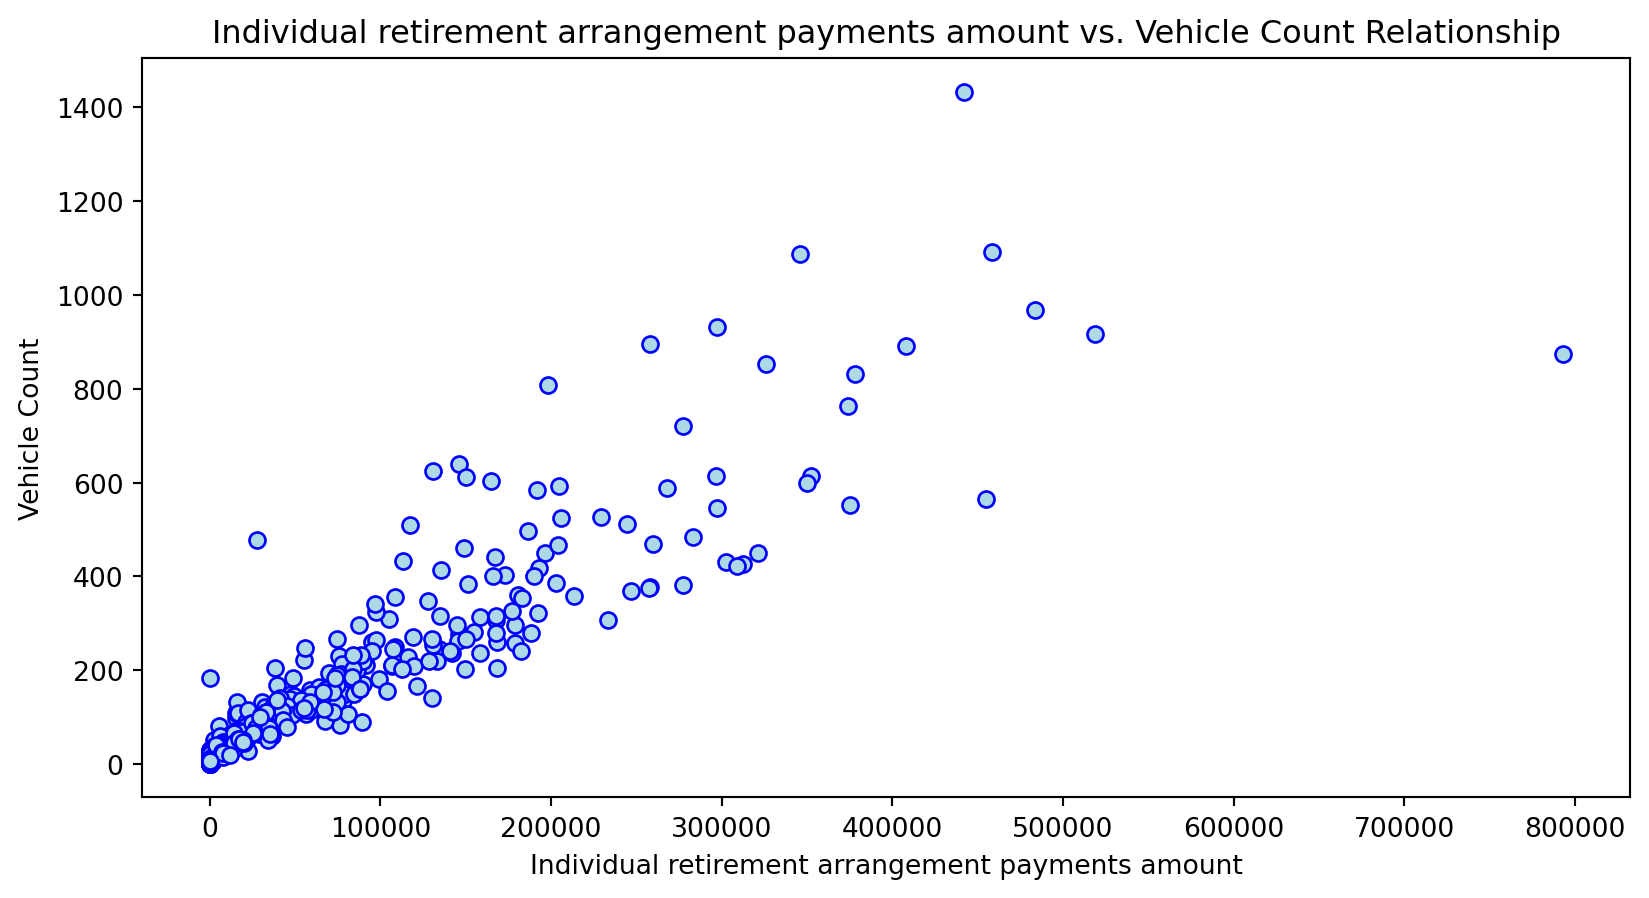 Individual retirement arrangement payments amount vs. Vehicle Count Relationship
1400
1200
1000
800
600
400
200
0
Vehicle Count
0 100000 200000 300000 400000 500000 600000 700000 800000
Individual retirement arrangement payments amount